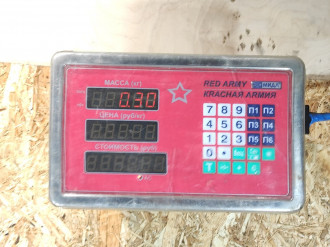 МАССА (кг)
0.30
ЦЕНА (руб/кг)
СТОИМОСТЬ (руб)
RED ARMY
КРАСНАЯ АРМИЯ
7 8 9 П1 П2
4 5 6 П3 П4
1 2 3 П5 П6
0